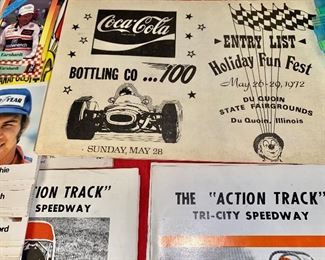 Coca-Cola
BOTTLING CO ...100
SUNDAY, MAY 28
ENTRY LIST
Holiday Fun Fest
May 26-29, 1972
DU QUOIN
STATE FAIRGROUNDS
Du Quoin, Illinois
YEAR
ION TRACK"
SPEEDWAY
THE "ACTION TRACK"
TRI-CITY SPEEDWAY